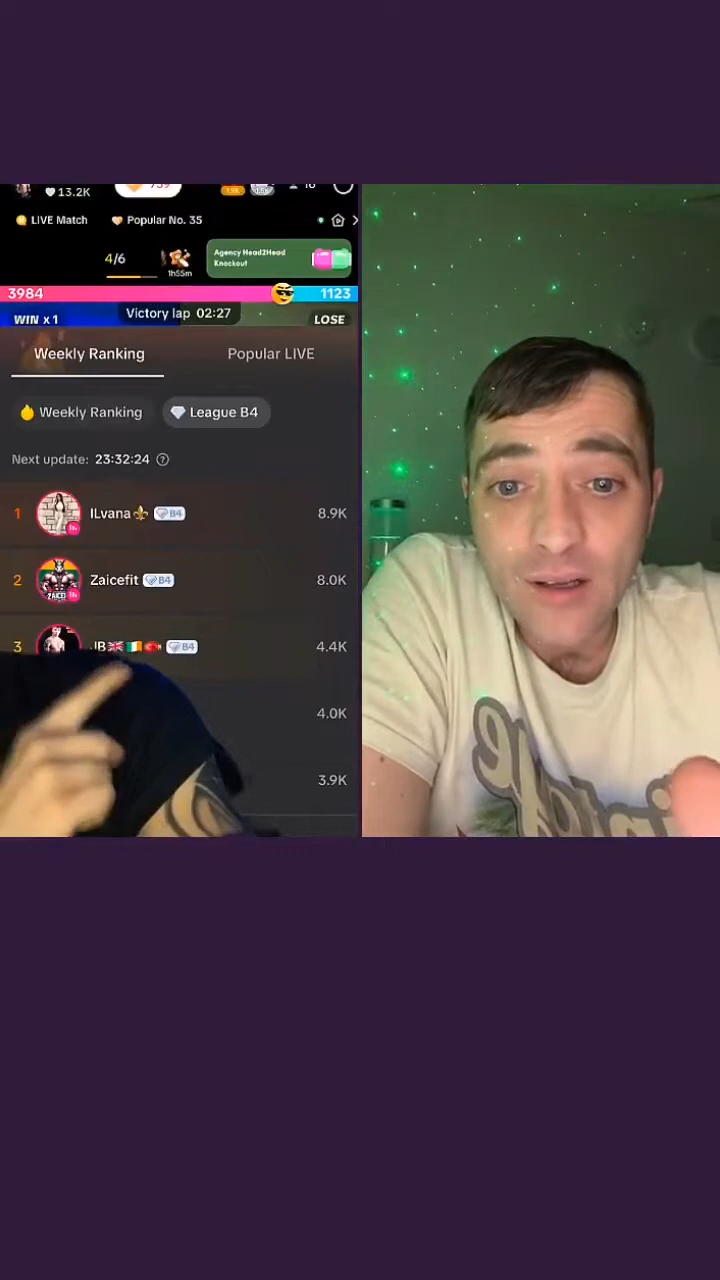 13.2K
LIVE Match
Popular No. 35
4/6
1h55m
Agency Head2Head
Knockout
3984
1123
WIN x 1
Victory lap 02:27
LOSE
Weekly Ranking
Popular LIVE
Weekly Ranking
League B4
Next update: 23:32:24
1 ILvana B4 8.9K
2 Zaicefit B4 8.0K
3 JB B4 4.4K
4.0K
3.9K